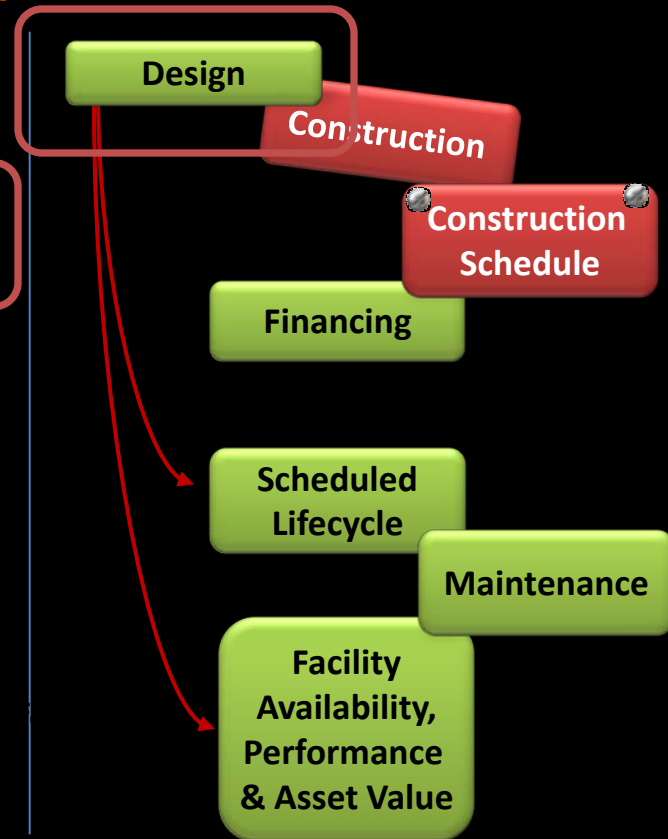 Design
Construction
Construction
Schedule
Financing
Scheduled
Lifecycle
Maintenance
Facility
Availability,
Performance
& Asset Value